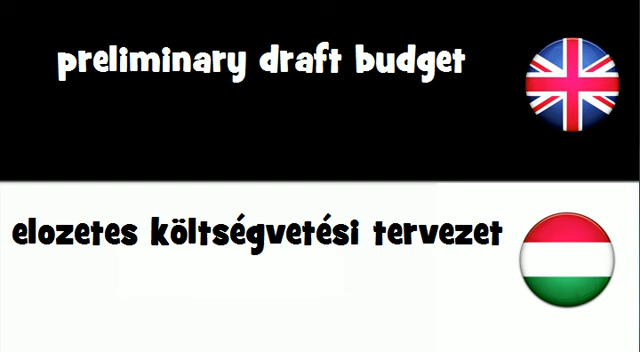 preliminary draft budget
elozetes költségvetési tervezet